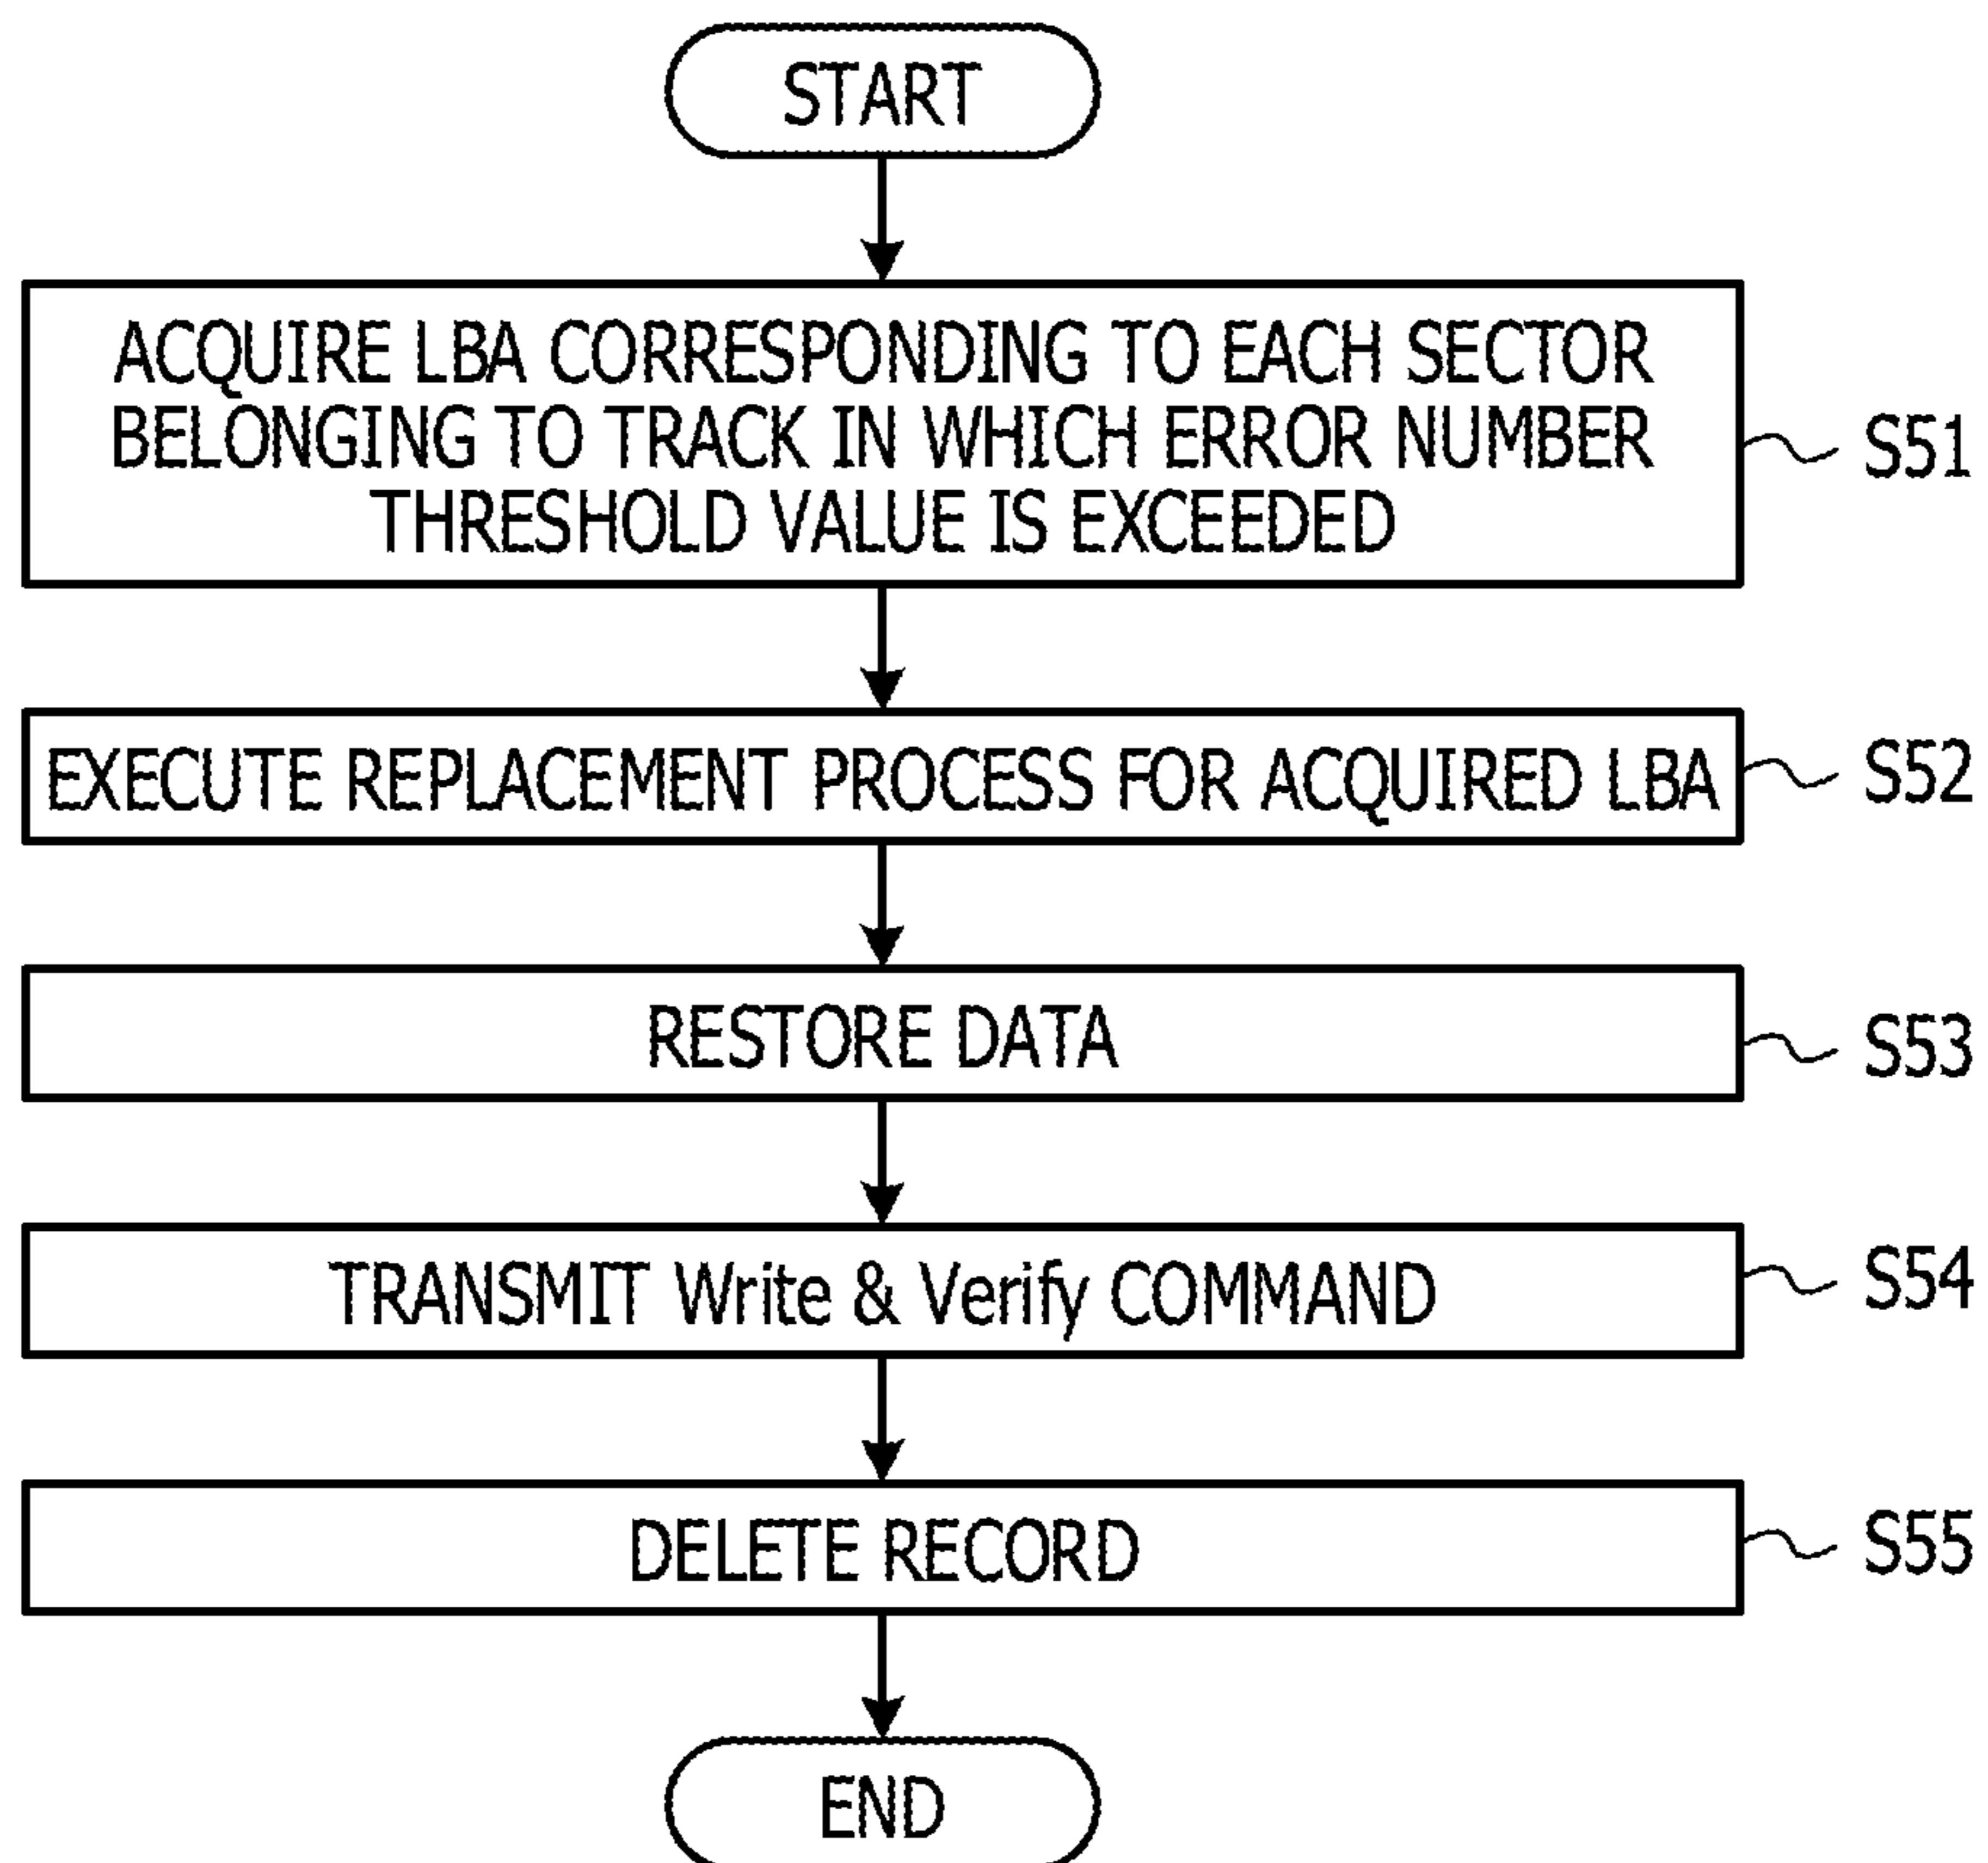 START
ACQUIRE LBA CORRESPONDING TO EACH SECTOR
BELONGING TO TRACK IN WHICH ERROR NUMBER
THRESHOLD VALUE IS EXCEEDED
S51
EXECUTE REPLACEMENT PROCESS FOR ACQUIRED LBA
S52
RESTORE DATA
S53
TRANSMIT Write & Verify COMMAND
S54
DELETE RECORD
S55
END